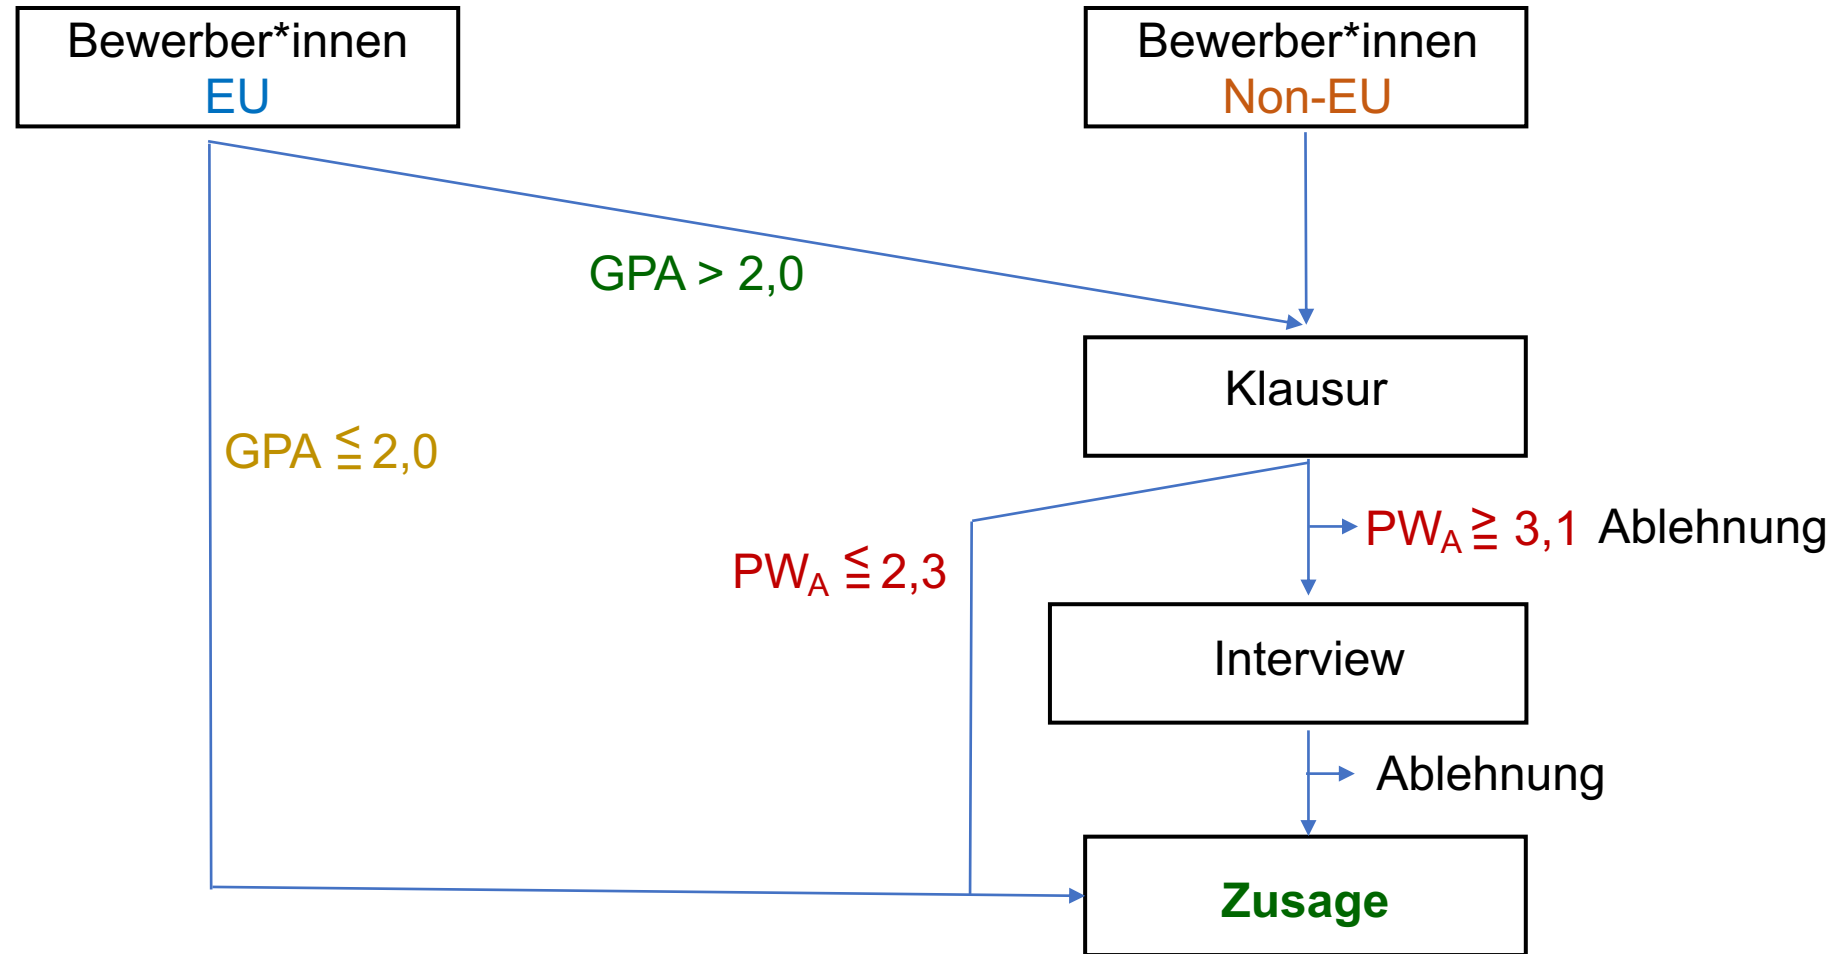 Bewerber*innen
EU
Bewerber*innen
Non-EU
GPA > 2,0
Klausur
GPA ≦ 2,0
PWA ≧ 3,1 Ablehnung
PWA ≦ 2,3
Interview
Ablehnung
Zusage